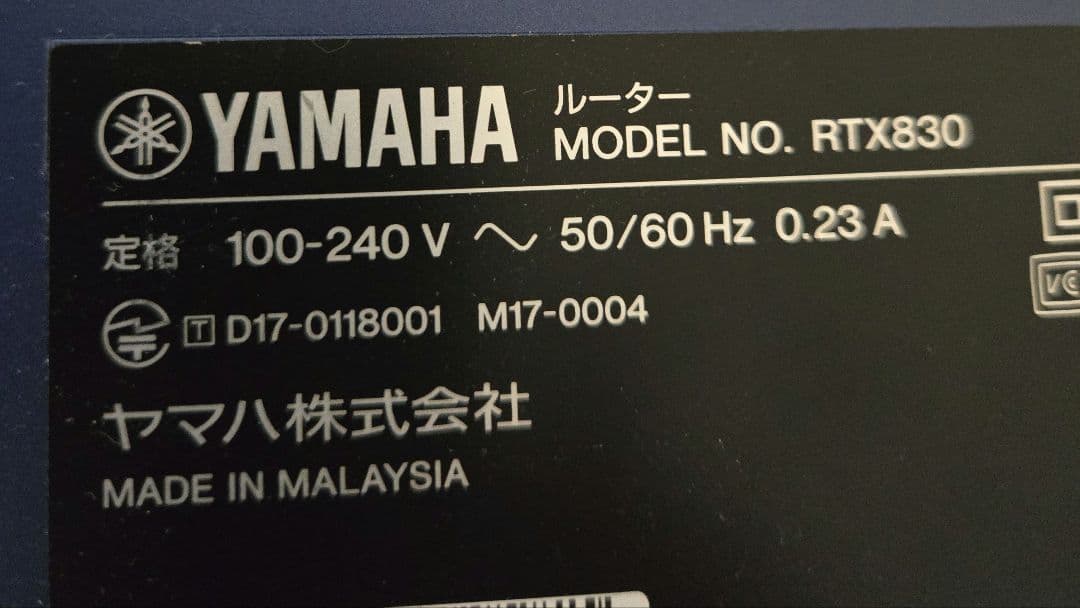 YAMAHA ルーター
MODEL NO. RTX830
定格 100-240 V 〜 50/60 Hz 0.23 A
T D17-0118001 M17-0004
ヤマハ株式会社
MADE IN MALAYSIA